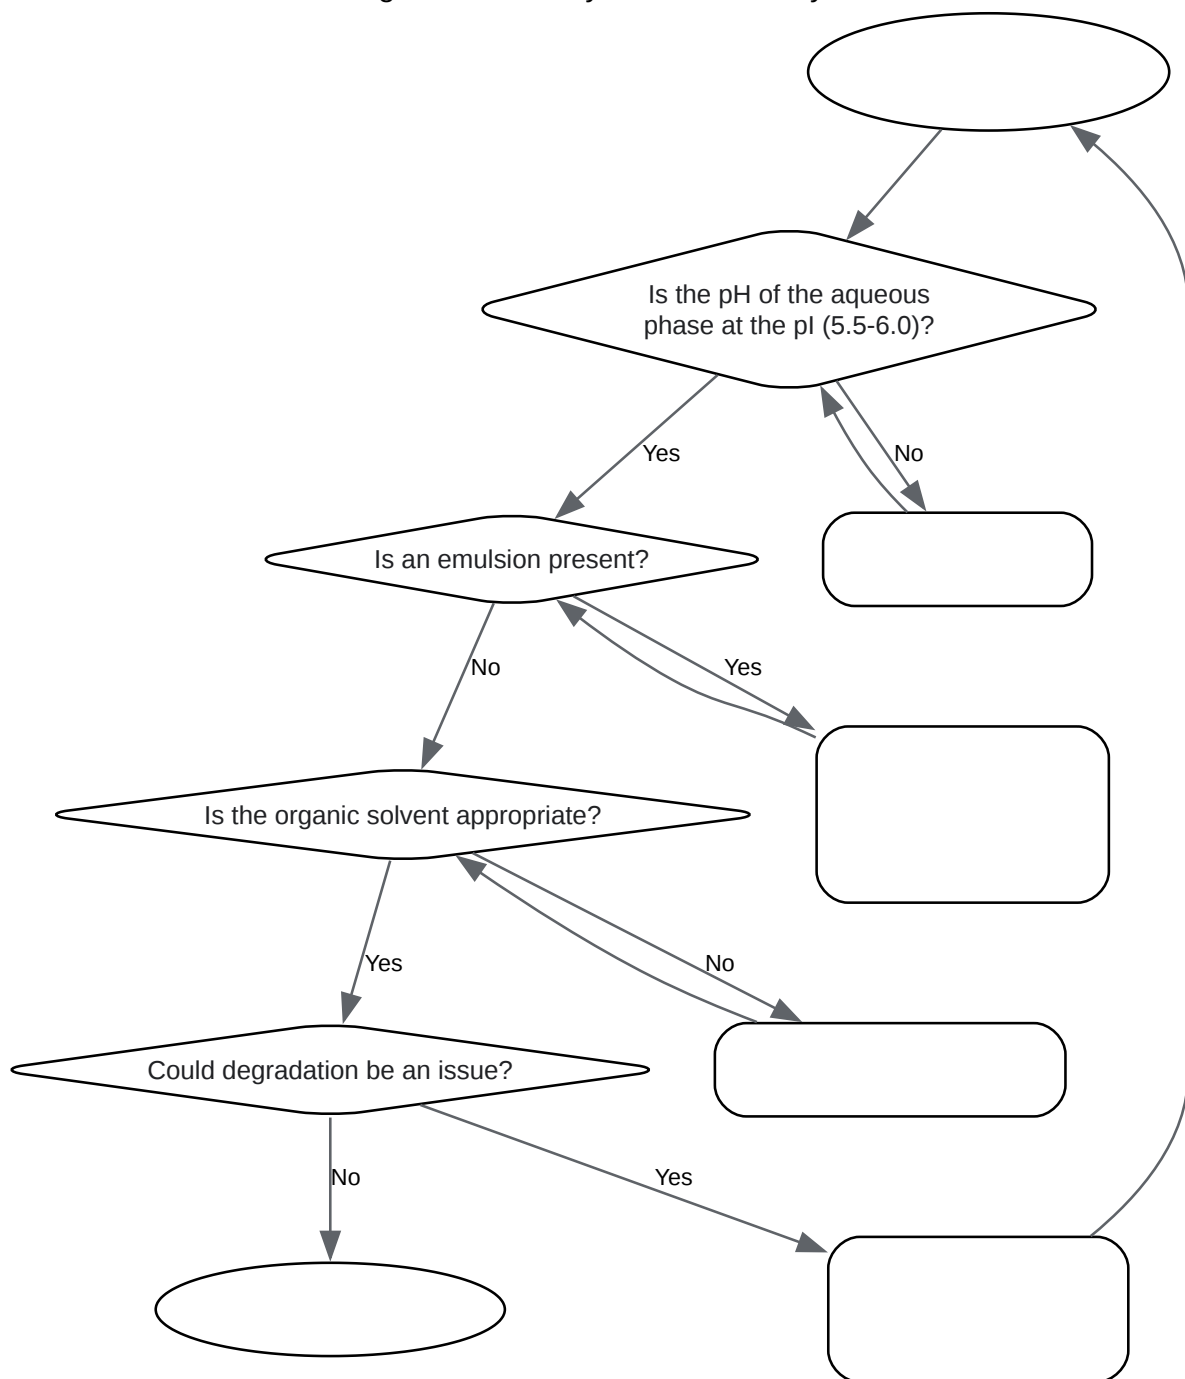 Is the pH of the aqueous
phase at the pI (5.5-6.0)?
Yes
No
Is an emulsion present?
No
Yes
Is the organic solvent appropriate?
Yes
No
Could degradation be an issue?
No
Yes